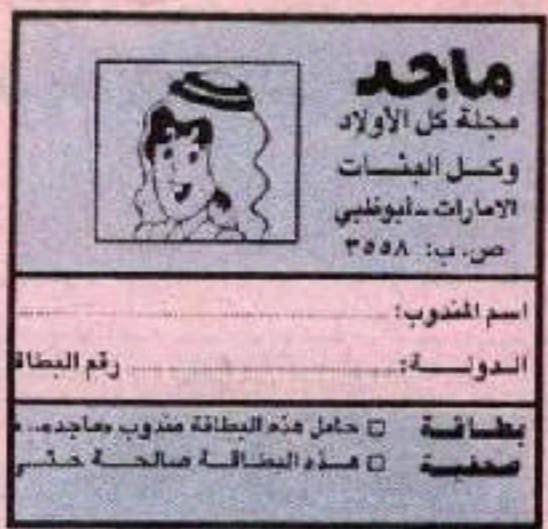 ماجد
مجلة كل الأولاد
وكل البنات
الامارات - أبوظبي
ص. ب: ٣٥٥٨
اسم المندوب:
الدولة: رقم
بطاقة صحفية
حامل هذه البطاقة مندوب «ماجد»
هذه البطاقة صالحة حتى